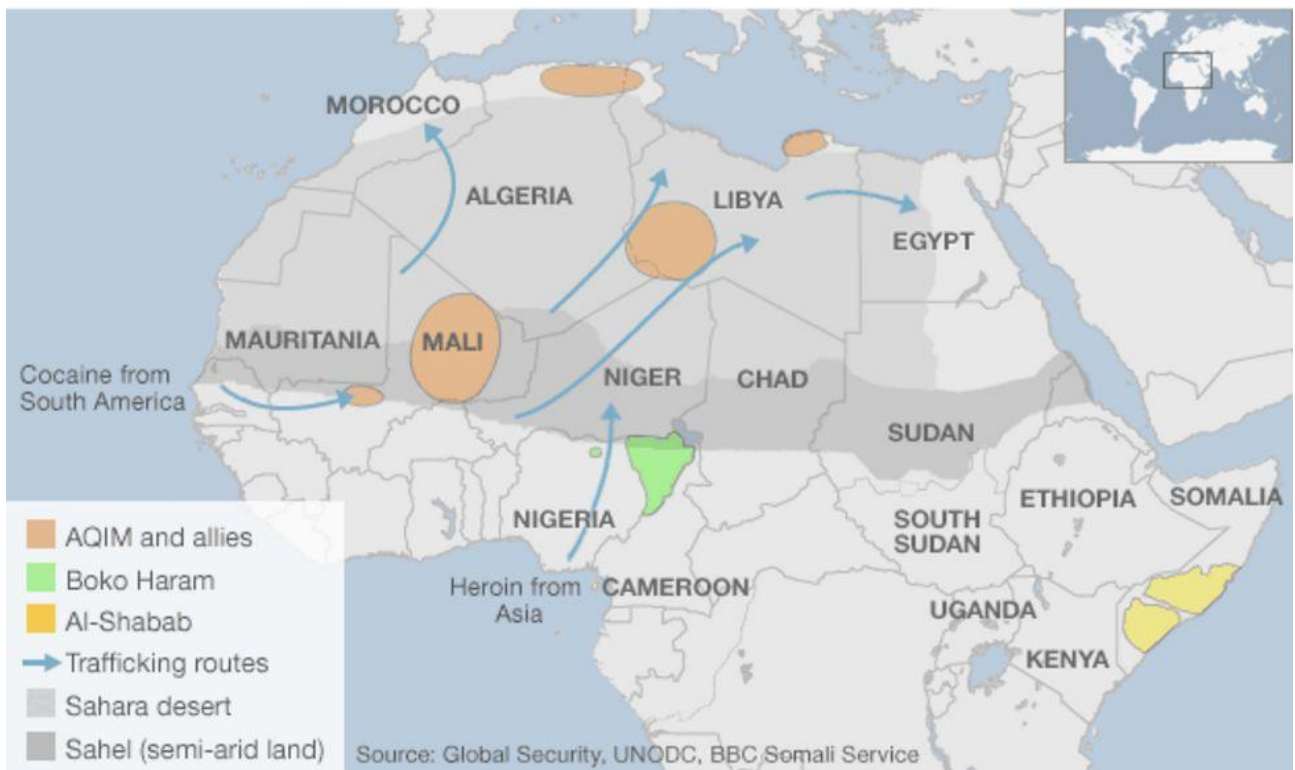 MOROCCO
ALGERIA
LIBYA
EGYPT
MAURITANIA
MALI
NIGER
CHAD
SUDAN
Cocaine from
South America
NIGERIA
SOUTH
SUDAN
ETHIOPIA
SOMALIA
Heroin from
Asia
CAMEROON
UGANDA
KENYA
AQIM and allies
Boko Haram
Al-Shabab
Trafficking routes
Sahara desert
Sahel (semi-arid land)
Source: Global Security, UNODC, BBC Somali Service